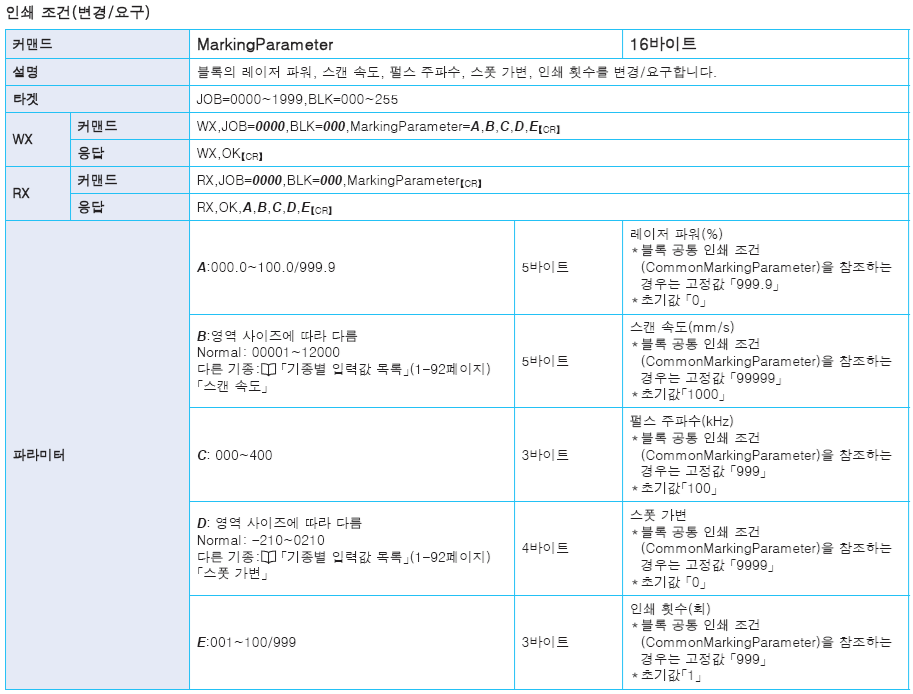 인쇄 조건(변경/요구)
커맨드
MarkingParameter
16바이트
설명
블록의 레이저 파워, 스캔 속도, 펄스 주파수, 스폿 가변, 인쇄 횟수를 변경/요구합니다.
타겟
JOB=0000~1999,BLK=000~255
WX
커맨드
WX,JOB=0000,BLK=000,MarkingParameter=A,B,C,D,E【CR】
응답
WX,OK【CR】
RX
커맨드
RX,JOB=0000,BLK=000,MarkingParameter【CR】
응답
RX,OK,A,B,C,D,E【CR】
파라미터
A:000.0~100.0/999.9
5바이트
레이저 파워(%)
* 블록 공통 인쇄 조건
(CommonMarkingParameter)을 참조하는
경우는 고정값 「999.9」
* 초기값 「0」
B:영역 사이즈에 따라 다름
Normal: 00001~12000
다른 기종:「기종별 입력값 목록」(1-92페이지)
「스캔 속도」
5바이트
스캔 속도(mm/s)
* 블록 공통 인쇄 조건
(CommonMarkingParameter)을 참조하는
경우는 고정값 「99999」
* 초기값「1000」
C: 000~400
3바이트
펄스 주파수(kHz)
* 블록 공통 인쇄 조건
(CommonMarkingParameter)을 참조하는
경우는 고정값 「999」
* 초기값「100」
D: 영역 사이즈에 따라 다름
Normal: -210~0210
다른 기종:「기종별 입력값 목록」(1-92페이지)
「스폿 가변」
4바이트
스폿 가변
* 블록 공통 인쇄 조건
(CommonMarkingParameter)을 참조하는
경우는 고정값 「9999」
* 초기값 「0」
E:001~100/999
3바이트
인쇄 횟수(회)
* 블록 공통 인쇄 조건
(CommonMarkingParameter)을 참조하는
경우는 고정값 「999」
* 초기값「1」